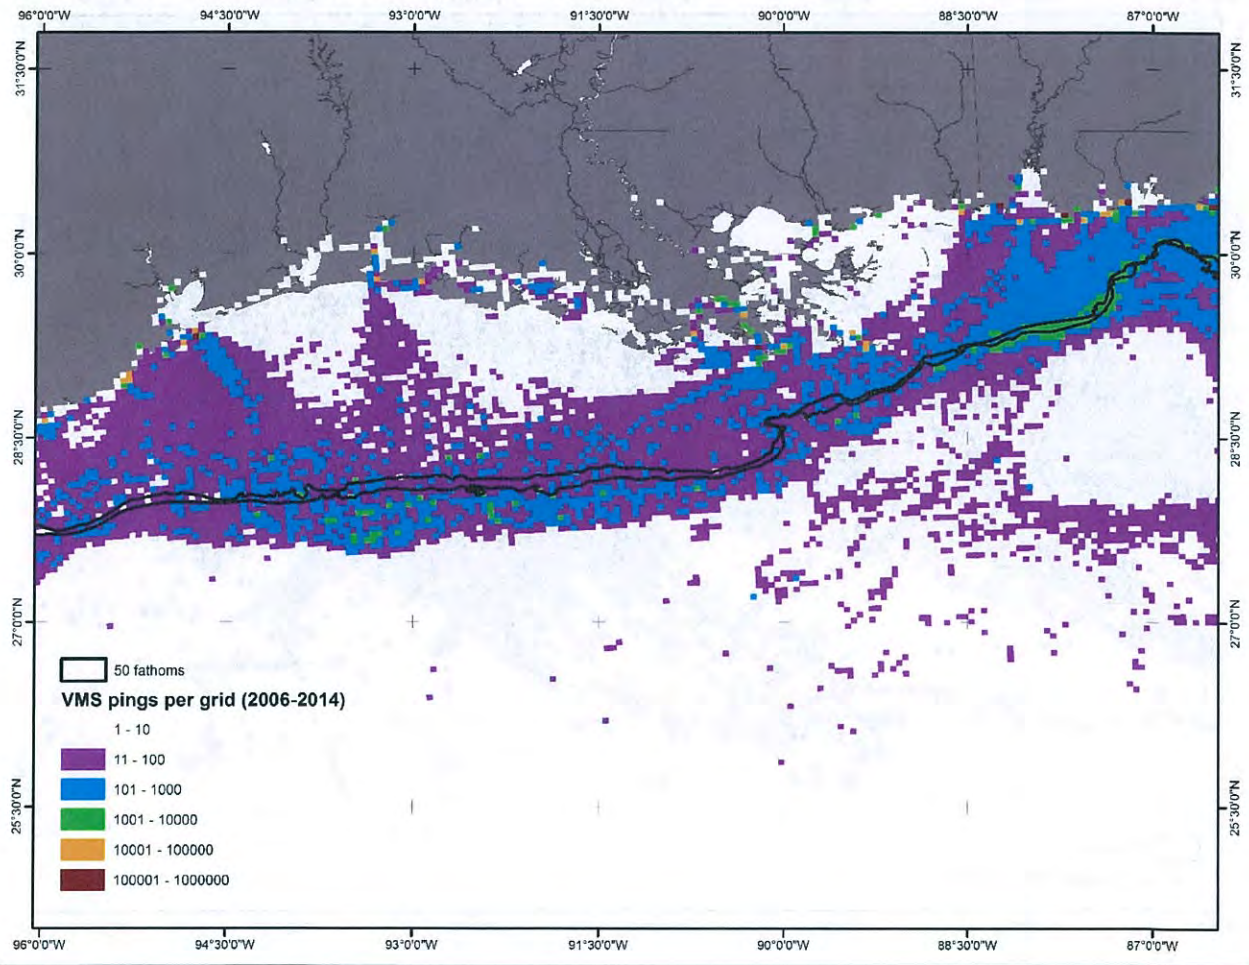 96°0'0"W 94°30'0"W 93°0'0"W 91°30'0"W 90°0'0"W 88°30'0"W 87°0'0"W
31°30'0"N 31°30'0"N
30°0'0"N 30°0'0"N
28°30'0"N 28°30'0"N
27°0'0"N 27°0'0"N
50 fathoms
VMS pings per grid (2006-2014)
1 - 10
11 - 100
101 - 1000
25°30'0"N 25°30'0"N
1001 - 10000
10001 - 100000
100001 - 1000000
96°0'0"W 94°30'0"W 93°0'0"W 91°30'0"W 90°0'0"W 88°30'0"W 87°0'0"W